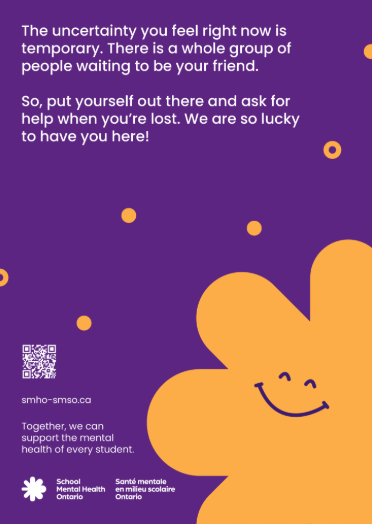 The uncertainty you feel right now is
temporary. There is a whole group of
people waiting to be your friend.
So, put yourself out there and ask for
help when you're lost. We are so lucky
to have you here!
smho-smso.ca
Together, we can
support the mental
health of every student.
School
Mental Health
Ontario
Santé mentale
en milieu scolaire
Ontario